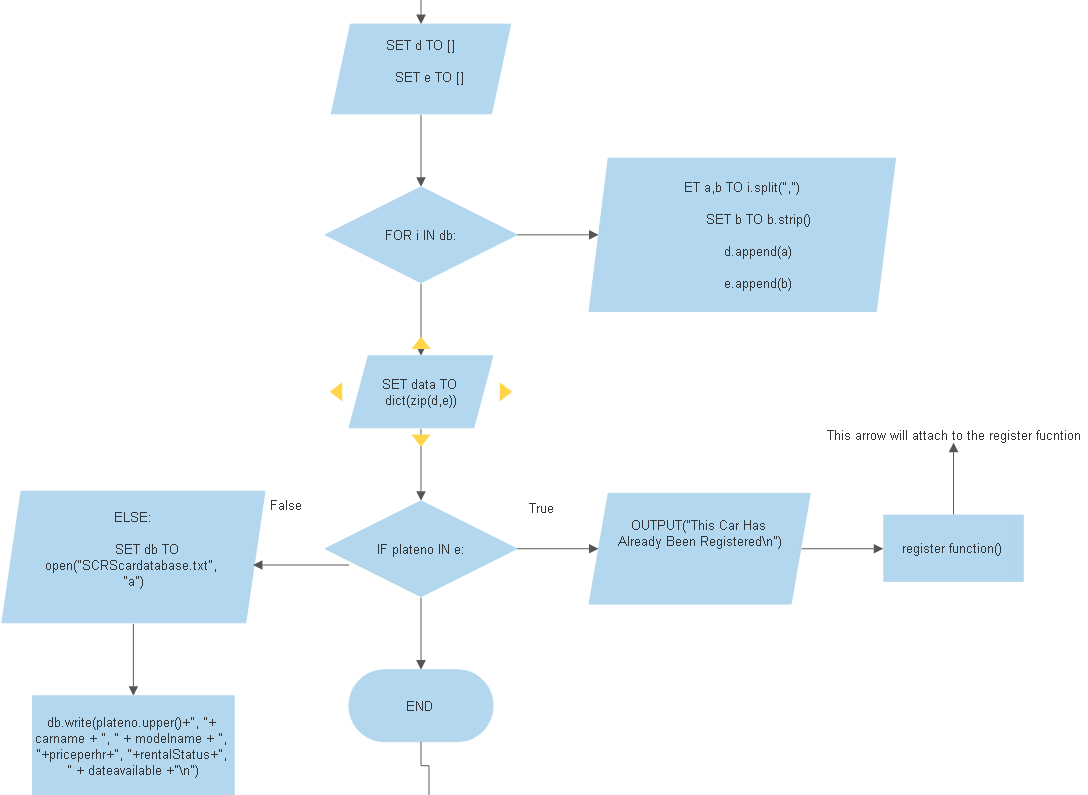 SET d TO []
SET e TO []
FOR i IN db:
ET a,b TO i.split(",")
SET b TO b.strip()
d.append(a)
e.append(b)
SET data TO
dict(zip(d,e))
This arrow will attach to the register fucntion
ELSE:
SET db TO
open("SCRScardatabase.txt",
"a")
False
IF plateno IN e:
True
OUTPUT("This Car Has
Already Been Registered\n")
register function()
db.write(plateno.upper()+", "+
carname + ", " + modelname + ",
"+priceperhr+", "+rentalStatus+",
" + dateavailable +"\n")
END